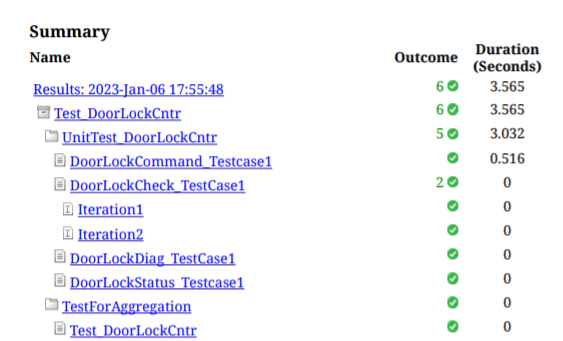 Summary
Name Outcome Duration (Seconds)
Results: 2023-Jan-06 17:55:48 6 3.565
Test_DoorLockCntr 6 3.565
UnitTest_DoorLockCntr 5 3.032
DoorLockCommand_Testcase1 0.516
DoorLockCheck_TestCase1 2 0
Iteration1 0
Iteration2 0
DoorLockDiag_TestCase1 0
DoorLockStatus_Testcase1 0
TestForAggregation 0
Test_DoorLockCntr 0